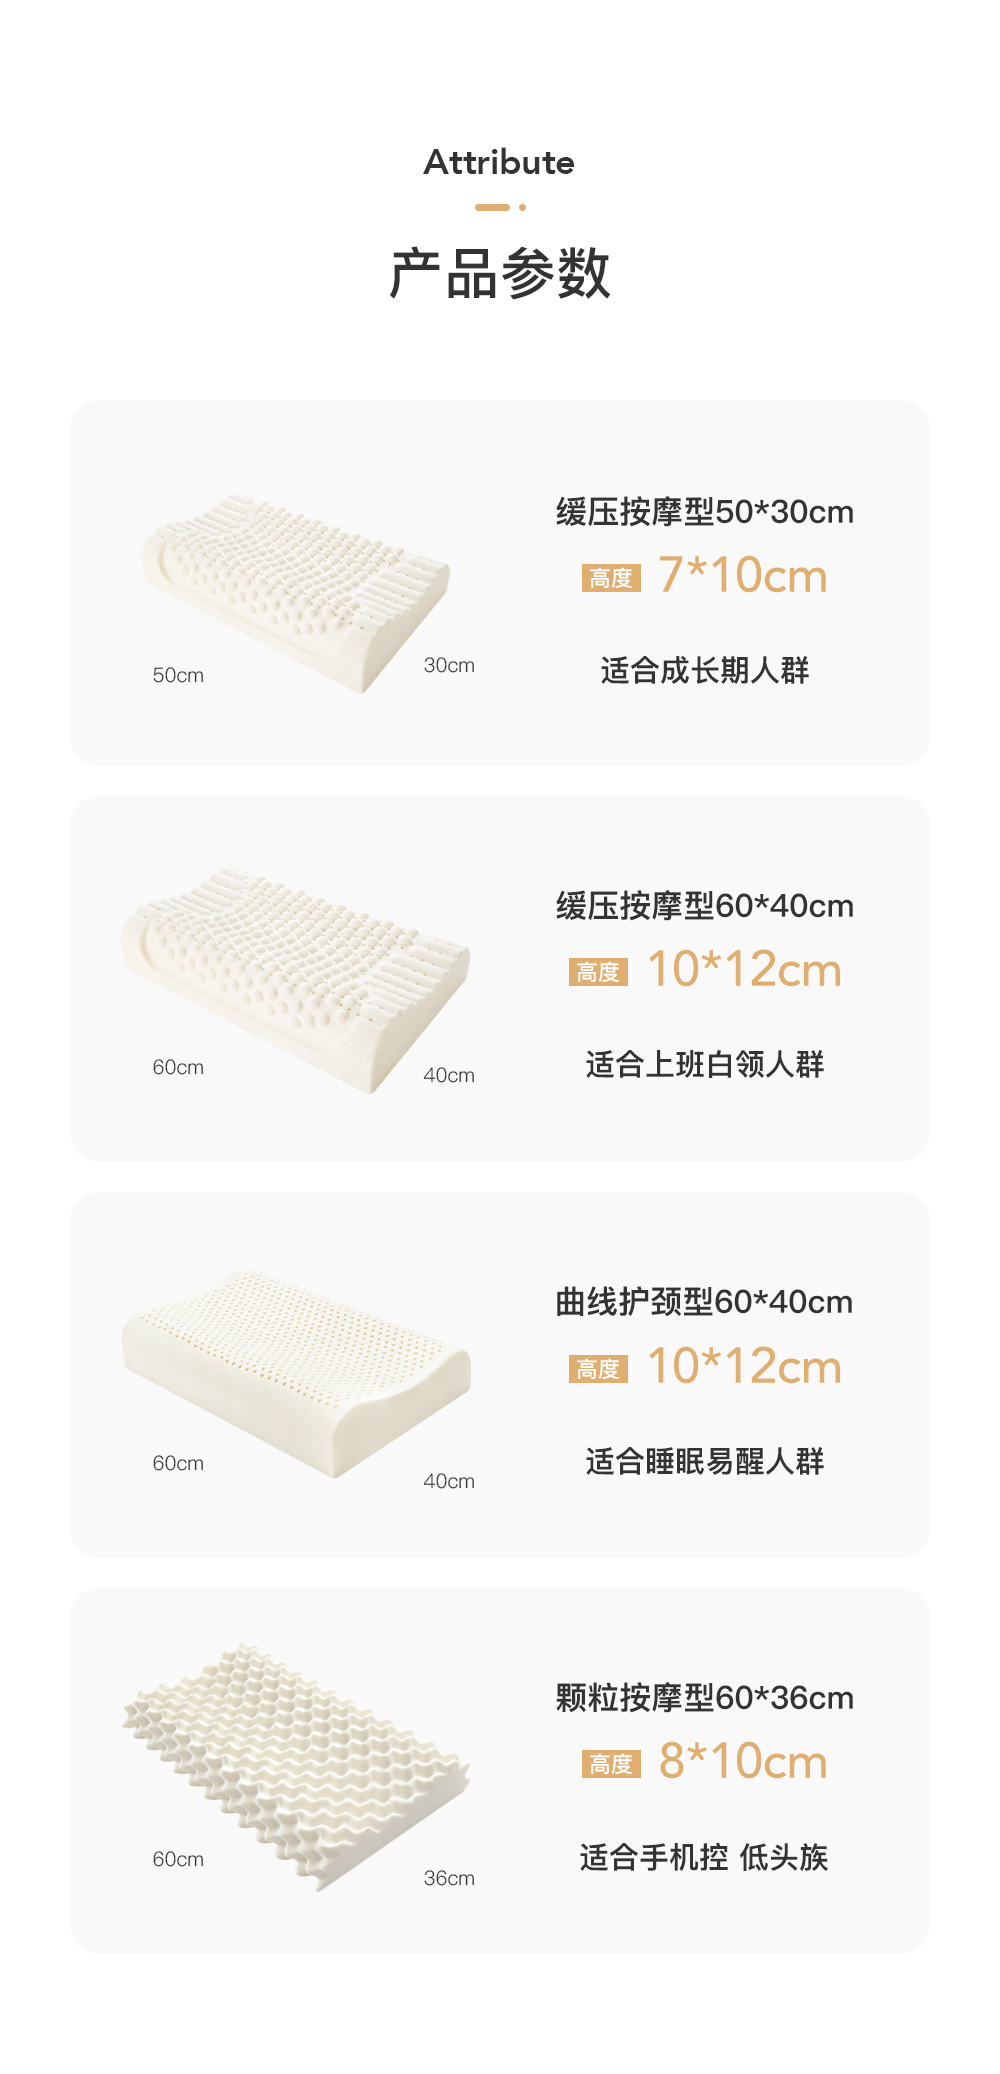 Attribute
产品参数
缓压按摩型50*30cm
高度 7*10cm
适合成长期人群
50cm
30cm
缓压按摩型60*40cm
高度 10*12cm
适合上班白领人群
60cm
40cm
曲线护颈型60*40cm
高度 10*12cm
适合睡眠易醒人群
60cm
40cm
颗粒按摩型60*36cm
高度 8*10cm
适合手机控 低头族
60cm
36cm